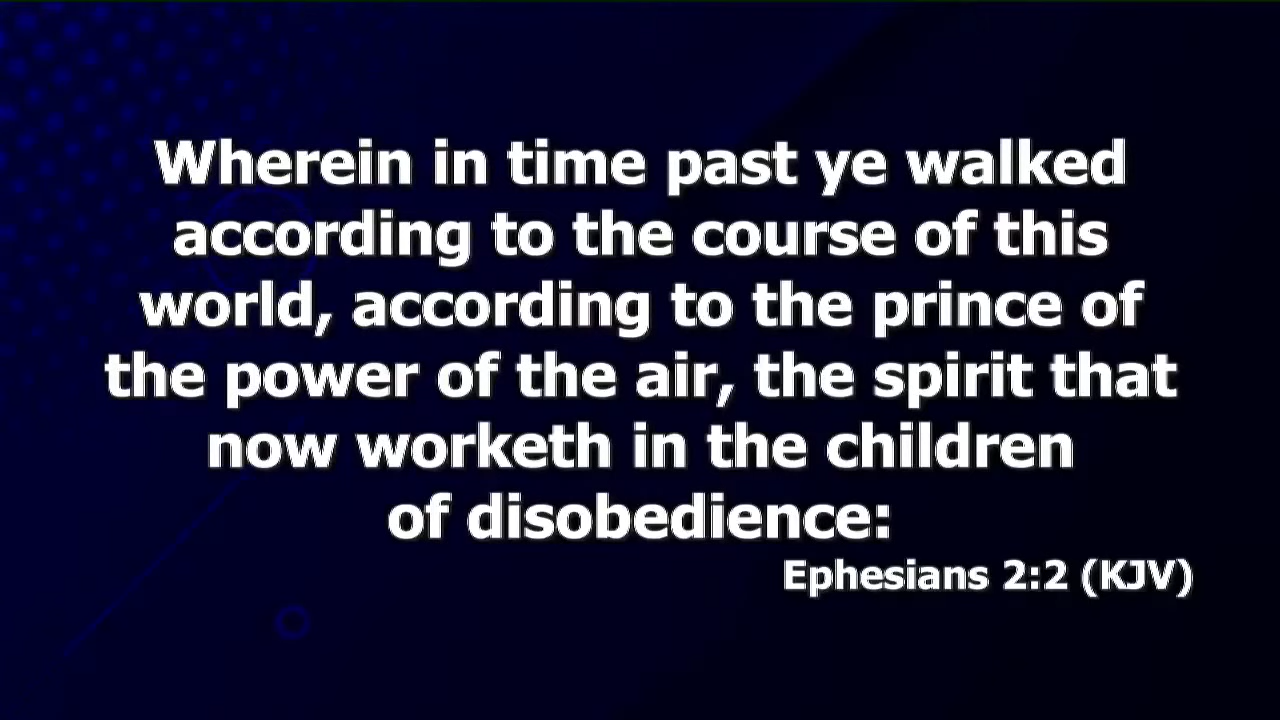 Wherein in time past ye walked
according to the course of this
world, according to the prince of
the power of the air, the spirit that
now worketh in the children
of disobedience:
Ephesians 2:2 (KJV)